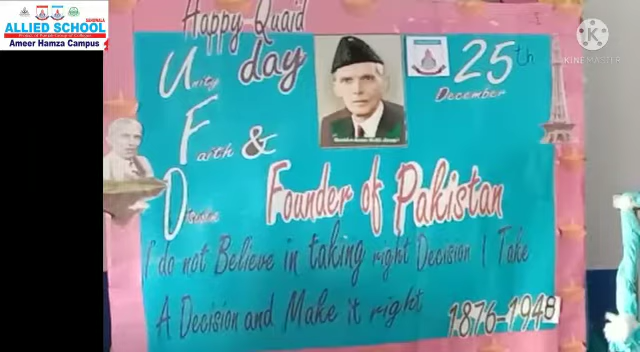 SAHIWALA
ALLIED SCHOOL
Ameer Hamza Campus
KINEMASTER
Happy Quaid
day
25th
December
Unity
Faith &
Founder of Pakistan
I do not Believe in taking right Decision I Take
A Decision and Make it right
1876-1948